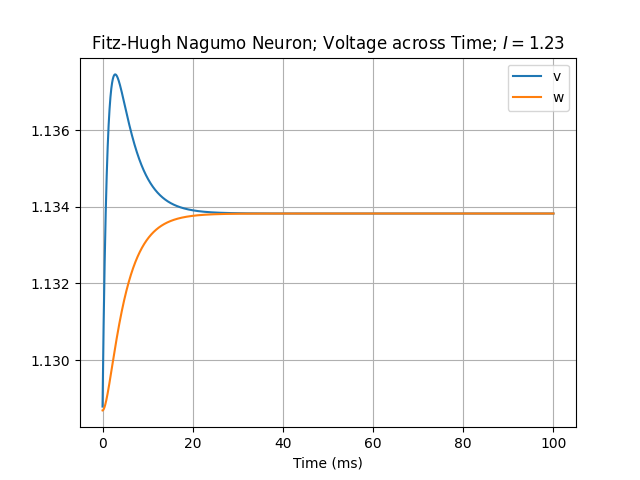 Fitz-Hugh Nagumo Neuron; Voltage across Time; I = 1.23
v
w
1.136
1.134
1.132
1.130
0 20 40 60 80 100
Time (ms)